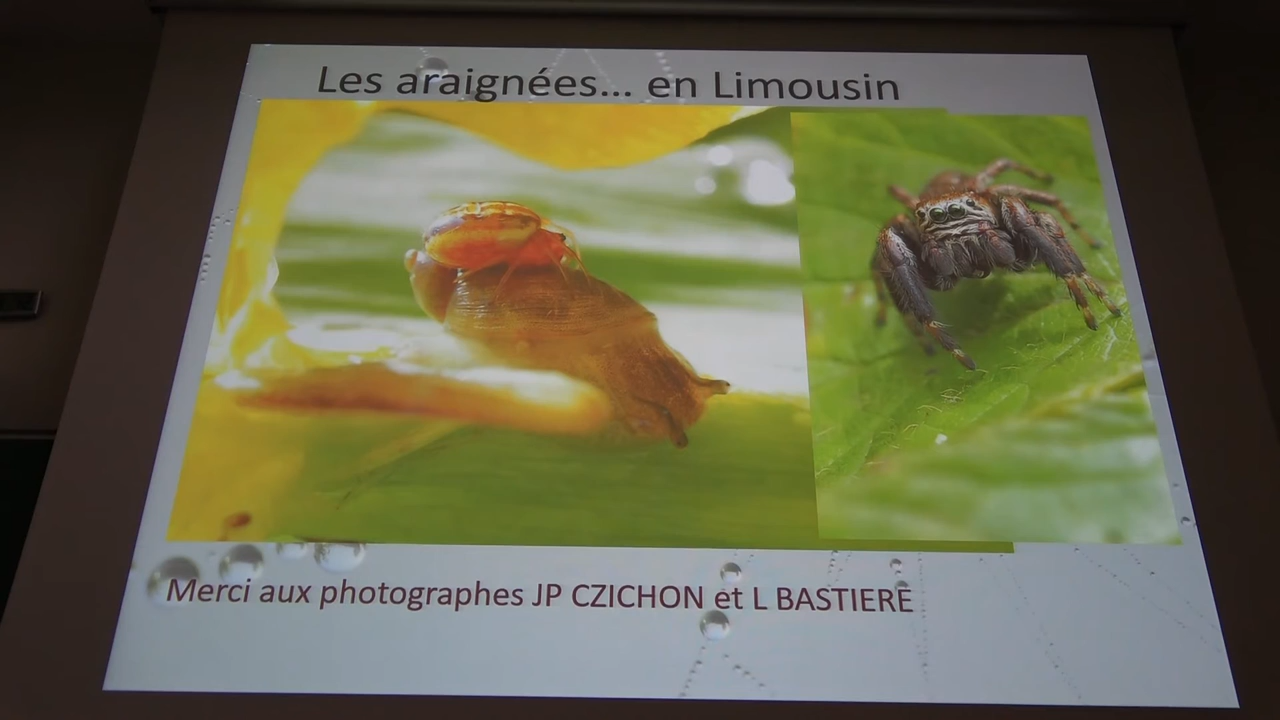 Les araignées... en Limousin
Merci aux photographes JP CZICHON et L BASTIERE